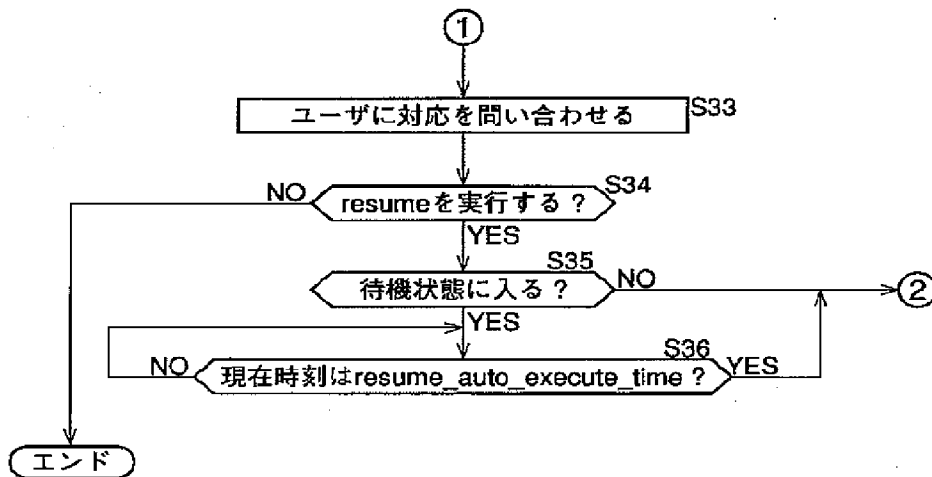 1
ユーザに対応を問い合わせる
S33
S34
NO
resumeを実行する?
YES
S35
待機状態に入る?
NO
2
YES
S36
NO
現在時刻はresume_auto_execute_time?
YES
エンド